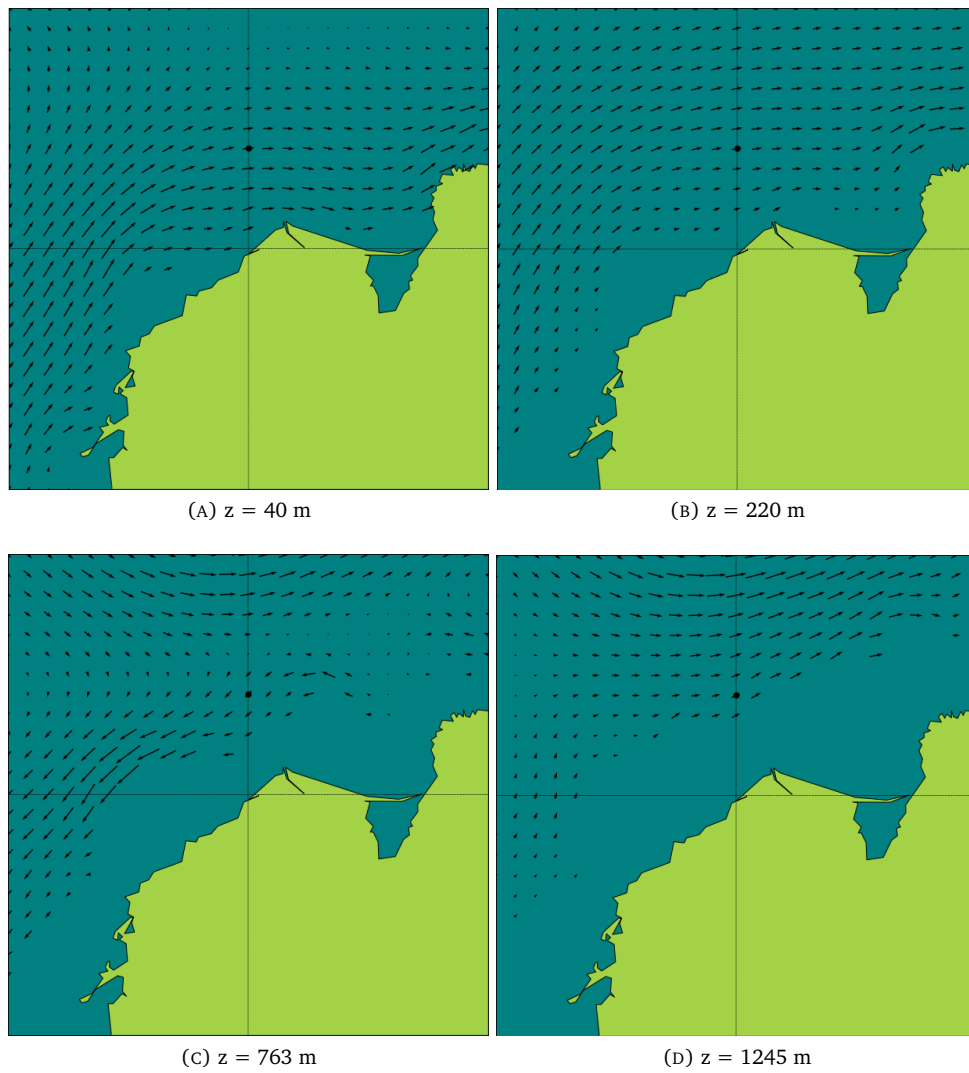 (A) z = 40 m
(B) z = 220 m
(C) z = 763 m
(D) z = 1245 m